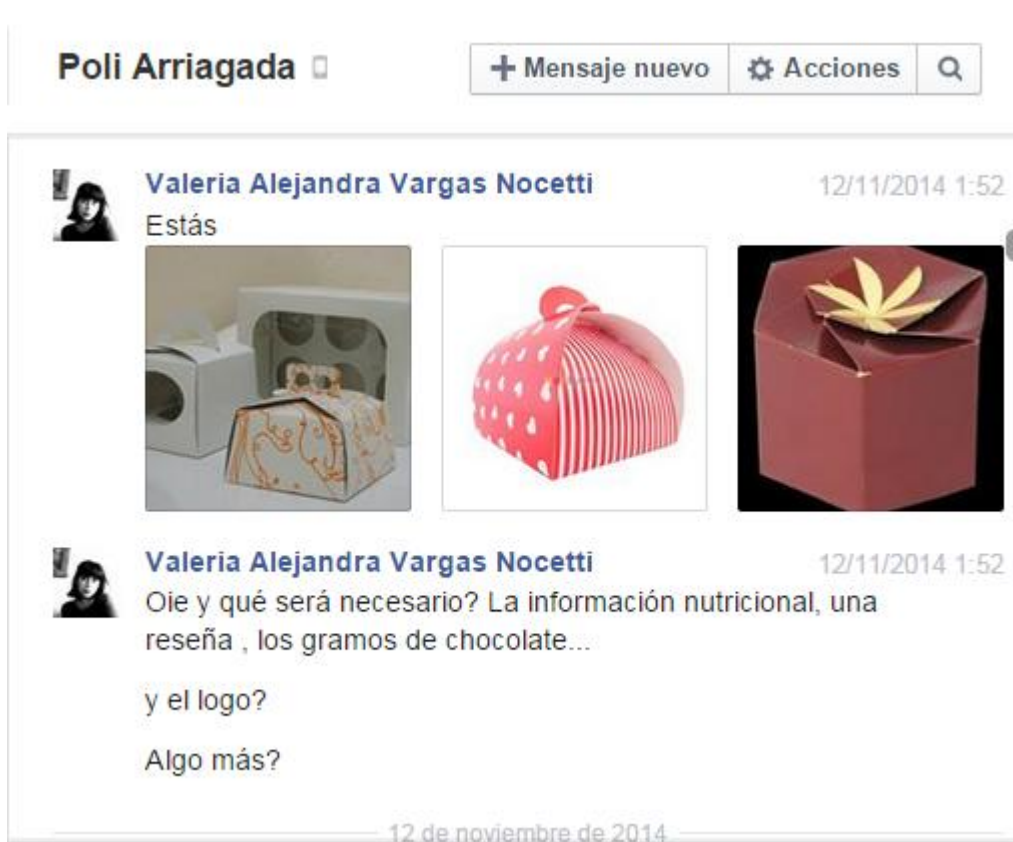 Poli Arriagada
Mensaje nuevo
Acciones
Valeria Alejandra Vargas Nocetti
12/11/2014 1:52
Estás
Valeria Alejandra Vargas Nocetti
12/11/2014 1:52
Oie y qué será necesario? La información nutricional, una
reseña , los gramos de chocolate...
y el logo?
Algo más?
12 de noviembre de 2014